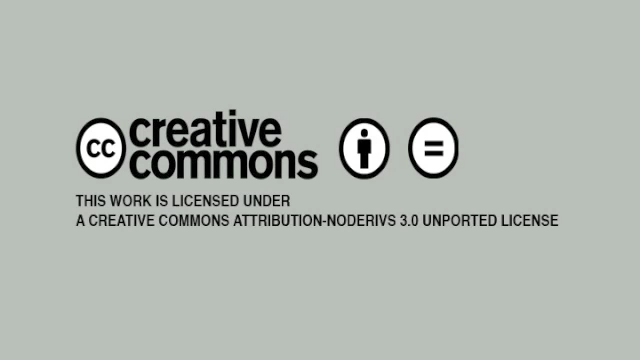 cc creative
commons
THIS WORK IS LICENSED UNDER
A CREATIVE COMMONS ATTRIBUTION-NODERIVS 3.0 UNPORTED LICENSE